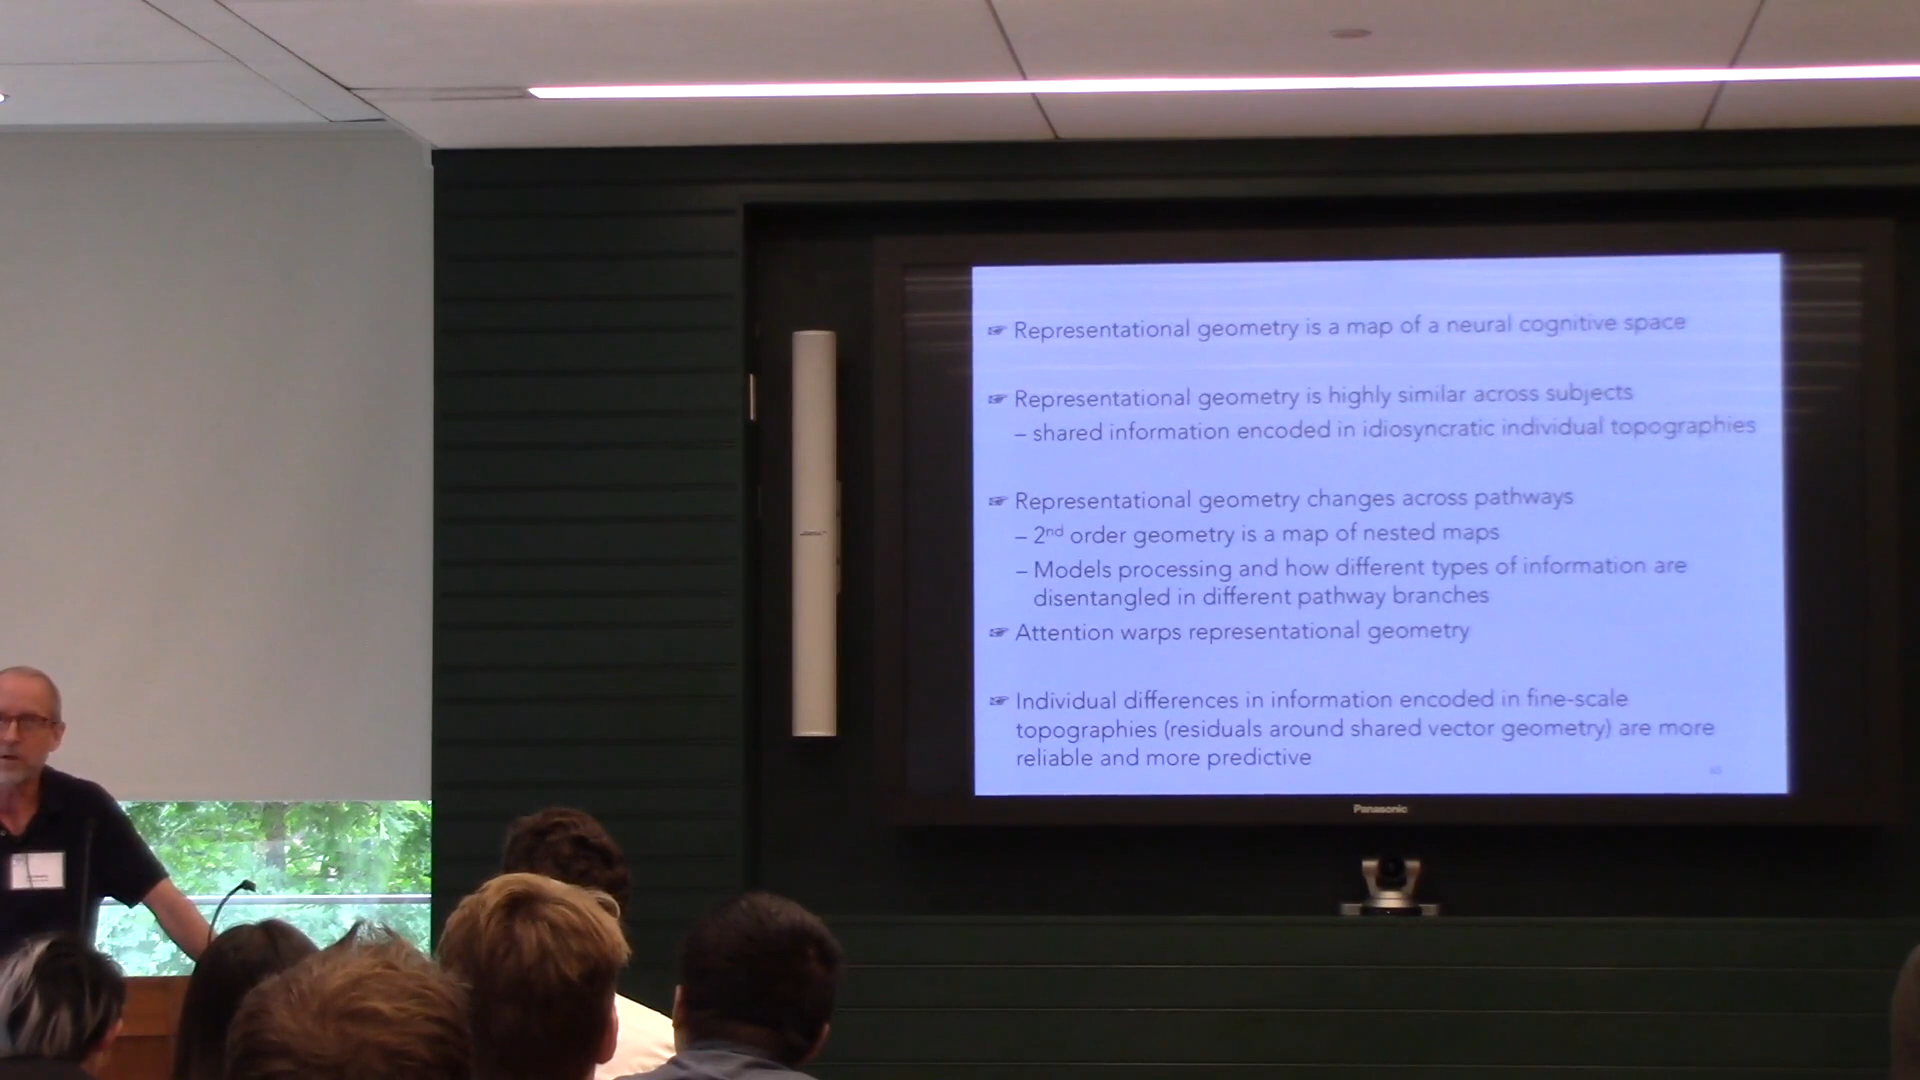 ☞ Representational geometry is a map of a neural cognitive space
☞ Representational geometry is highly similar across subjects
– shared information encoded in idiosyncratic individual topographies
☞ Representational geometry changes across pathways
– 2nd order geometry is a map of nested maps
– Models processing and how different types of information are
disentangled in different pathway branches
☞ Attention warps representational geometry
☞ Individual differences in information encoded in fine-scale
topographies (residuals around shared vector geometry) are more
reliable and more predictive
Panasonic